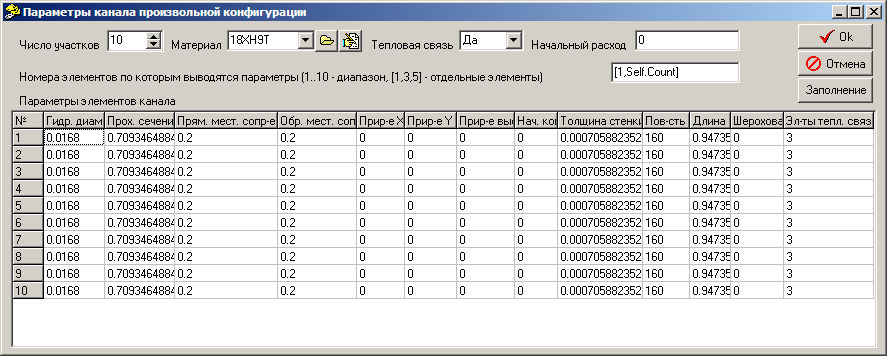 Параметры канала произвольной конфигурации
Число участков 10 Материал 18ХН9Т Тепловая связь Да Начальный расход 0 Ok
Номера элементов по которым выводятся параметры (1..10 - диапазон, [1,3,5] - отдельные элементы) [1,Self.Count] Отмена
Заполнение
Параметры элементов канала
№ Гидр. диам Прох. сечени Прям. мест. сопр-е Обр. мест. соп Прир-е X Прир-е Y Прир-е вы Нач. ко Толщина стенки Пов-сть Длина Шерохова Эл-ты тепл. связ
1 0.0168 0.7093464884 0.2 0.2 0 0 0 0 0.000705882352 160 0.94735 0 3
2 0.0168 0.7093464884 0.2 0.2 0 0 0 0 0.000705882352 160 0.94735 0 3
3 0.0168 0.7093464884 0.2 0.2 0 0 0 0 0.000705882352 160 0.94735 0 3
4 0.0168 0.7093464884 0.2 0.2 0 0 0 0 0.000705882352 160 0.94735 0 3
5 0.0168 0.7093464884 0.2 0.2 0 0 0 0 0.000705882352 160 0.94735 0 3
6 0.0168 0.7093464884 0.2 0.2 0 0 0 0 0.000705882352 160 0.94735 0 3
7 0.0168 0.7093464884 0.2 0.2 0 0 0 0 0.000705882352 160 0.94735 0 3
8 0.0168 0.7093464884 0.2 0.2 0 0 0 0 0.000705882352 160 0.94735 0 3
9 0.0168 0.7093464884 0.2 0.2 0 0 0 0 0.000705882352 160 0.94735 0 3
10 0.0168 0.7093464884 0.2 0.2 0 0 0 0 0.000705882352 160 0.94735 0 3